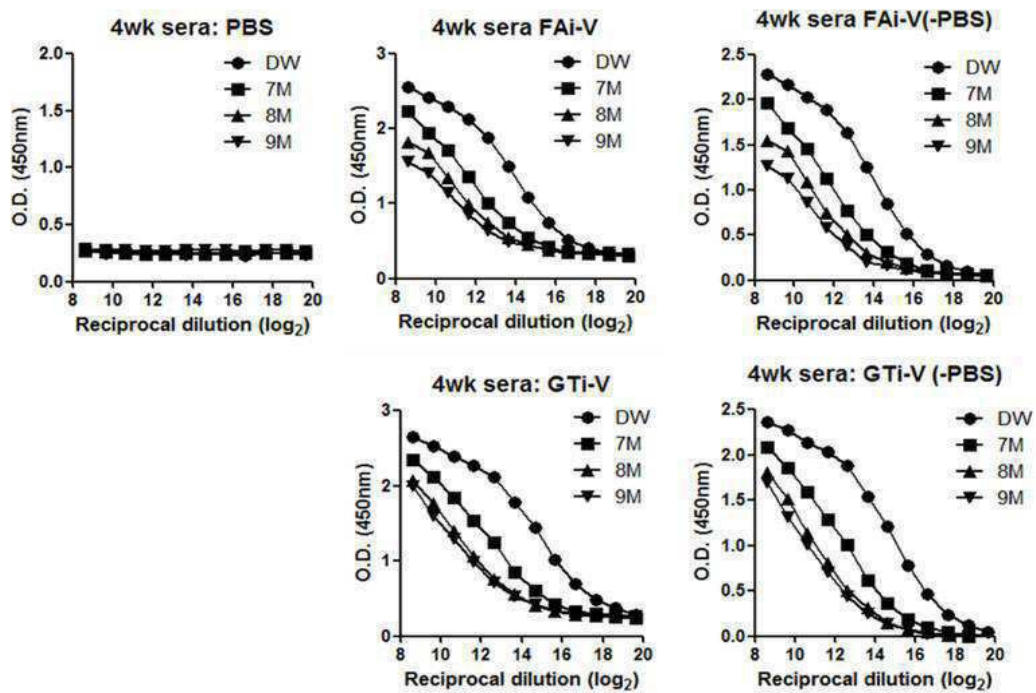 4wk sera: PBS
2.0
1.5
1.0
0.5
0.0
O.D. (450nm)
DW
7M
8M
9M
8 10 12 14 16 18 20
Reciprocal dilution (log2)
4wk sera FAi-V
3
2
1
0
O.D. (450nm)
DW
7M
8M
9M
8 10 12 14 16 18 20
Reciprocal dilution (log2)
4wk sera FAi-V(-PBS)
2.5
2.0
1.5
1.0
0.5
0.0
O.D. (450nm)
DW
7M
8M
9M
8 10 12 14 16 18 20
Reciprocal dilution (log2)
4wk sera: GTi-V
3
2
1
0
O.D. (450nm)
DW
7M
8M
9M
8 10 12 14 16 18 20
Reciprocal dilution (log2)
4wk sera: GTi-V (-PBS)
2.5
2.0
1.5
1.0
0.5
0.0
O.D. (450nm)
DW
7M
8M
9M
8 10 12 14 16 18 20
Reciprocal dilution (log2)